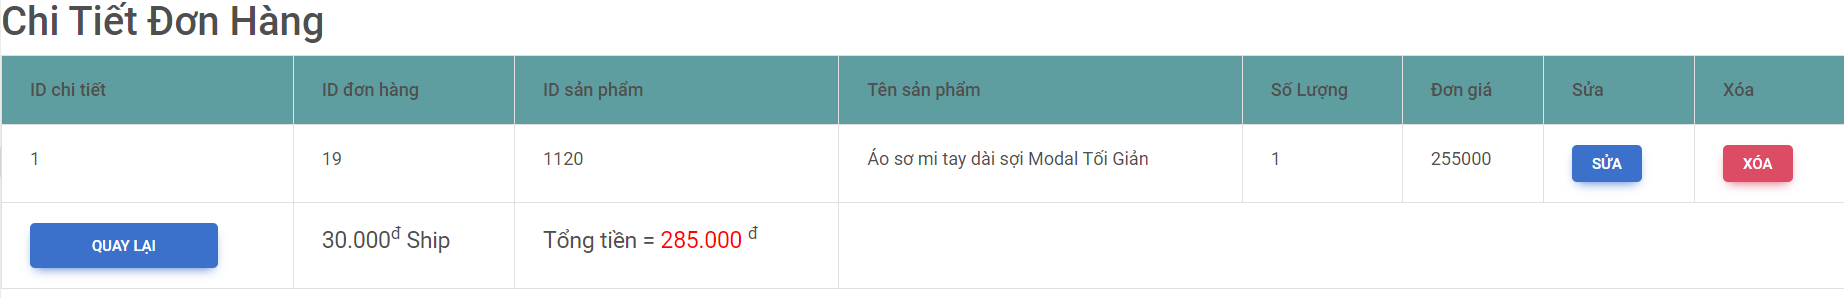 Chi Tiết Đơn Hàng
ID chi tiết ID đơn hàng ID sản phẩm Tên sản phẩm Số Lượng Đơn giá Sửa Xóa
1 19 1120 Áo sơ mi tay dài sợi Modal Tối Giản 1 255000 SỬA XÓA
QUAY LẠI 30.000đ Ship Tổng tiền = 285.000 đ